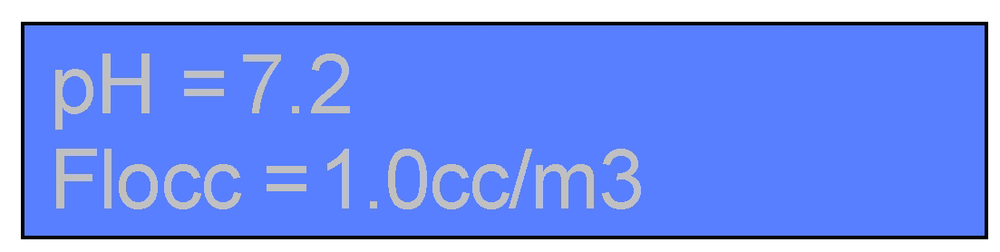 pH = 7.2
Flocc = 1.0cc/m3